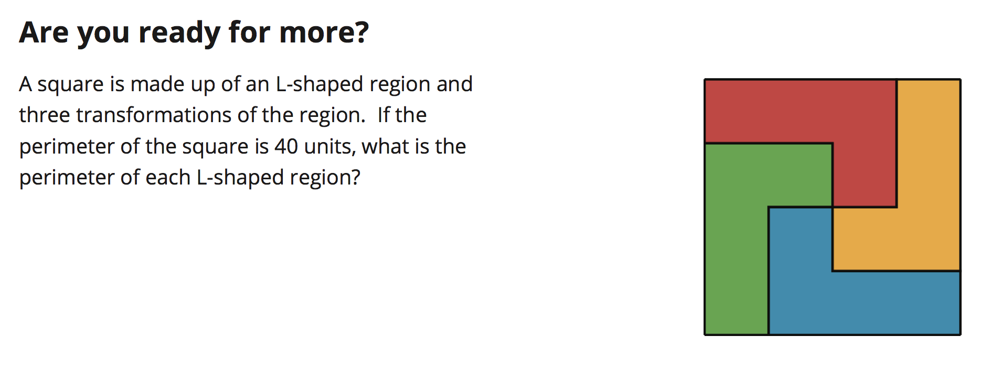 Are you ready for more?
A square is made up of an L-shaped region and
three transformations of the region.  If the
perimeter of the square is 40 units, what is the
perimeter of each L-shaped region?